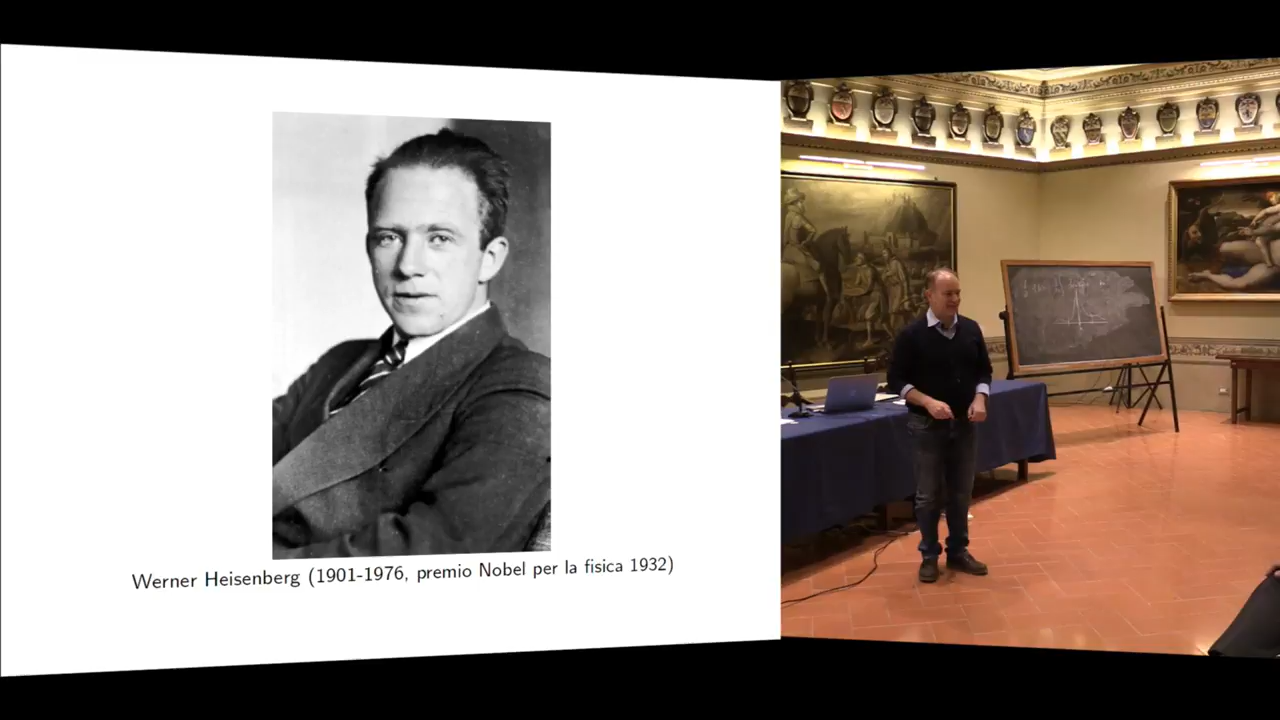 Werner Heisenberg (1901-1976, premio Nobel per la fisica 1932)